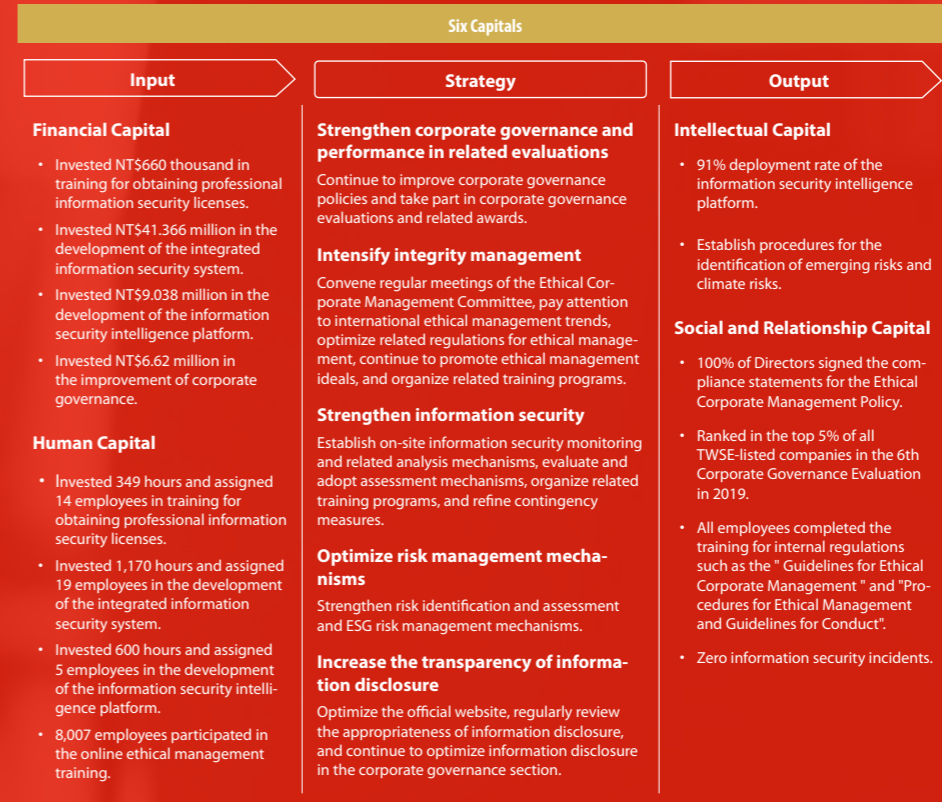 Six Capitals
Input
Strategy
Output
Financial Capital
• Invested NT$660 thousand in
training for obtaining professional
information security licenses.
• Invested NT$41.366 million in the
development of the integrated
information security system.
• Invested NT$9.038 million in the
development of the information
security intelligence platform.
• Invested NT$6.62 million in
the improvement of corporate
governance.
Human Capital
• Invested 349 hours and assigned
14 employees in training for
obtaining professional information
security licenses.
• Invested 1,170 hours and assigned
19 employees in the development
of the integrated information
security system.
• Invested 600 hours and assigned
5 employees in the development
of the information security intelli-
gence platform.
• 8,007 employees participated in
the online ethical management
training.
Strengthen corporate governance and
performance in related evaluations
Continue to improve corporate governance
policies and take part in corporate governance
evaluations and related awards.
Intensify integrity management
Convene regular meetings of the Ethical Cor-
porate Management Committee, pay attention
to international ethical management trends,
optimize related regulations for ethical manage-
ment, continue to promote ethical management
ideals, and organize related training programs.
Strengthen information security
Establish on-site information security monitoring
and related analysis mechanisms, evaluate and
adopt assessment mechanisms, organize related
training programs, and refine contingency
measures.
Optimize risk management mecha-
nisms
Strengthen risk identification and assessment
and ESG risk management mechanisms.
Increase the transparency of informa-
tion disclosure
Optimize the official website, regularly review
the appropriateness of information disclosure,
and continue to optimize information disclosure
in the corporate governance section.
Intellectual Capital
• 91% deployment rate of the
information security intelligence
platform.
• Establish procedures for the
identification of emerging risks and
climate risks.
Social and Relationship Capital
• 100% of Directors signed the com-
pliance statements for the Ethical
Corporate Management Policy.
• Ranked in the top 5% of all
TWSE-listed companies in the 6th
Corporate Governance Evaluation
in 2019.
• All employees completed the
training for internal regulations
such as the " Guidelines for Ethical
Corporate Management " and "Pro-
cedures for Ethical Management
and Guidelines for Conduct".
• Zero information security incidents.